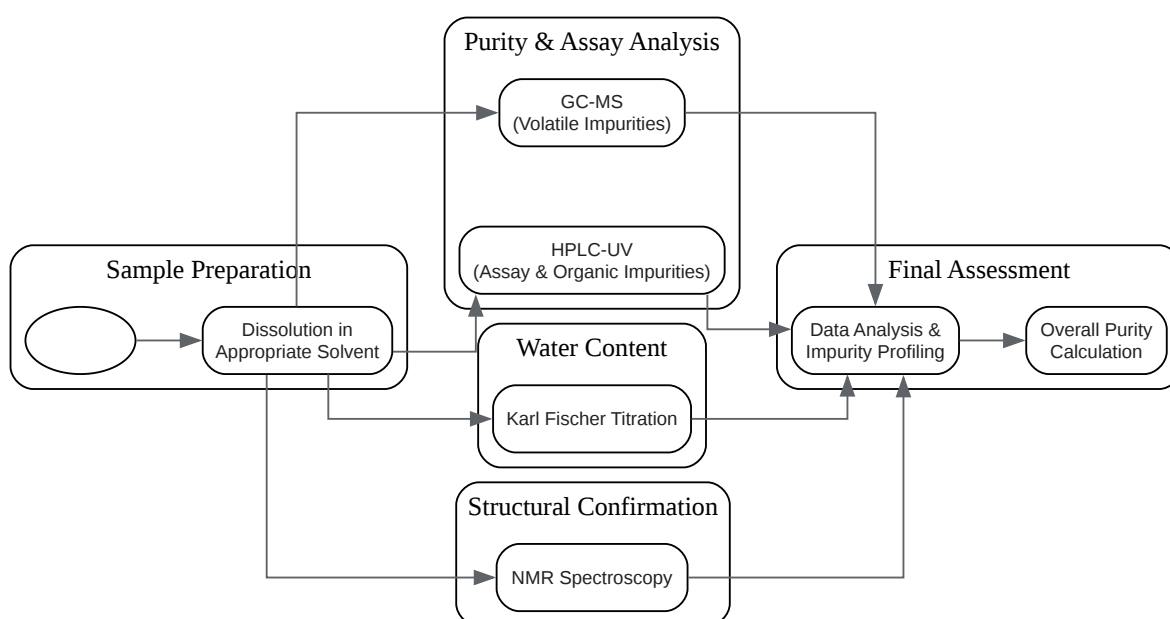 Purity & Assay Analysis
GC-MS
(Volatile Impurities)
HPLC-UV
(Assay & Organic Impurities)
Sample Preparation
Dissolution in
Appropriate Solvent
Water Content
Karl Fischer Titration
Structural Confirmation
NMR Spectroscopy
Final Assessment
Data Analysis &
Impurity Profiling
Overall Purity
Calculation